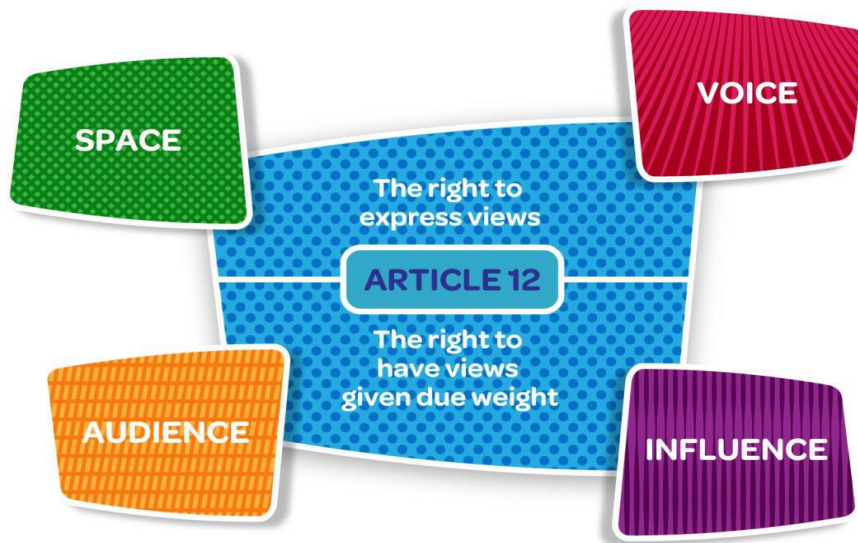 SPACE
VOICE
The right to
express views
ARTICLE 12
The right to
have views
given due weight
AUDIENCE
INFLUENCE